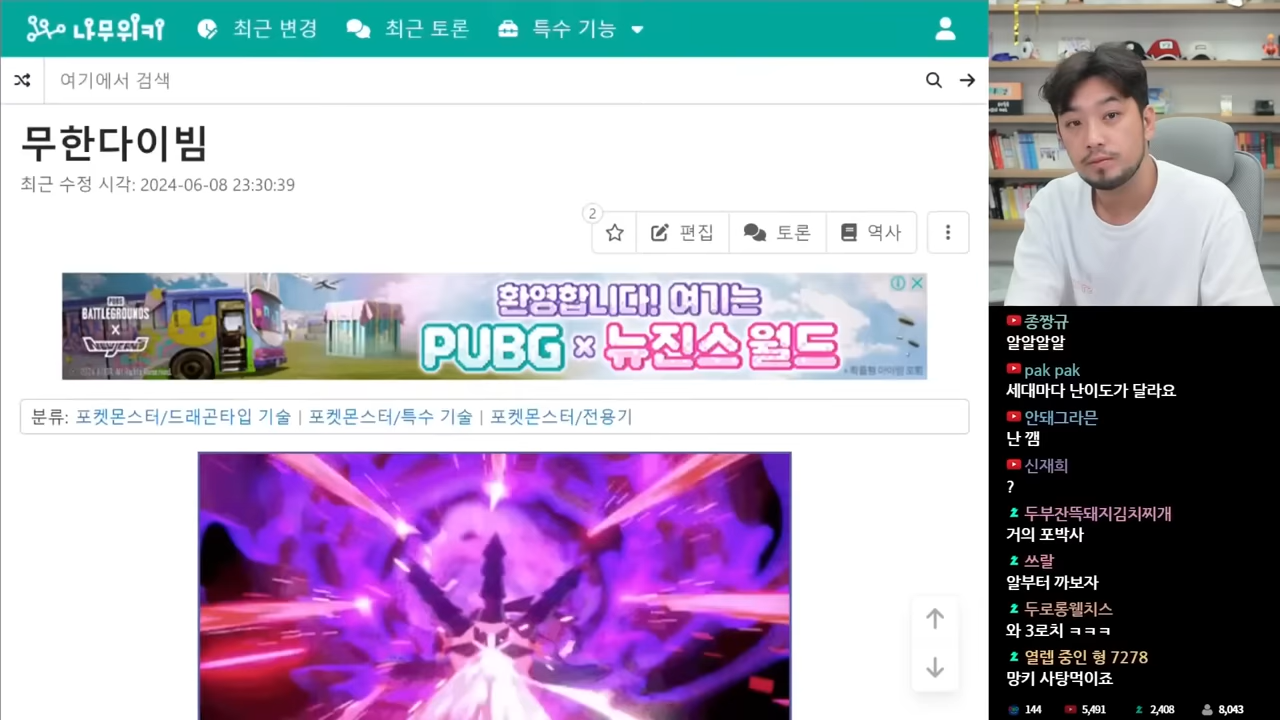 나무위키
최근 변경
최근 토론
특수 기능
여기에서 검색
무한다이빔
최근 수정 시각: 2024-06-08 23:30:39
2
편집
토론
역사
PUBG
BATTLEGROUNDS
X
환영합니다! 여기는
PUBG x 뉴진스 월드
분류: 포켓몬스터/드래곤타입 기술 | 포켓몬스터/특수 기술 | 포켓몬스터/전용기
종짱규
알알알알
pak pak
세대마다 난이도가 달라요
안돼그라믄
난 깸
신재희
?
두부잔뜩돼지김치찌개
거의 포박사
쓰랄
알부터 까보자
두로롱웰치스
와 3로치 ㅋㅋㅋ
열렙 중인 형 7278
망키 사탕먹이죠
144 5,491 2,408 8,043